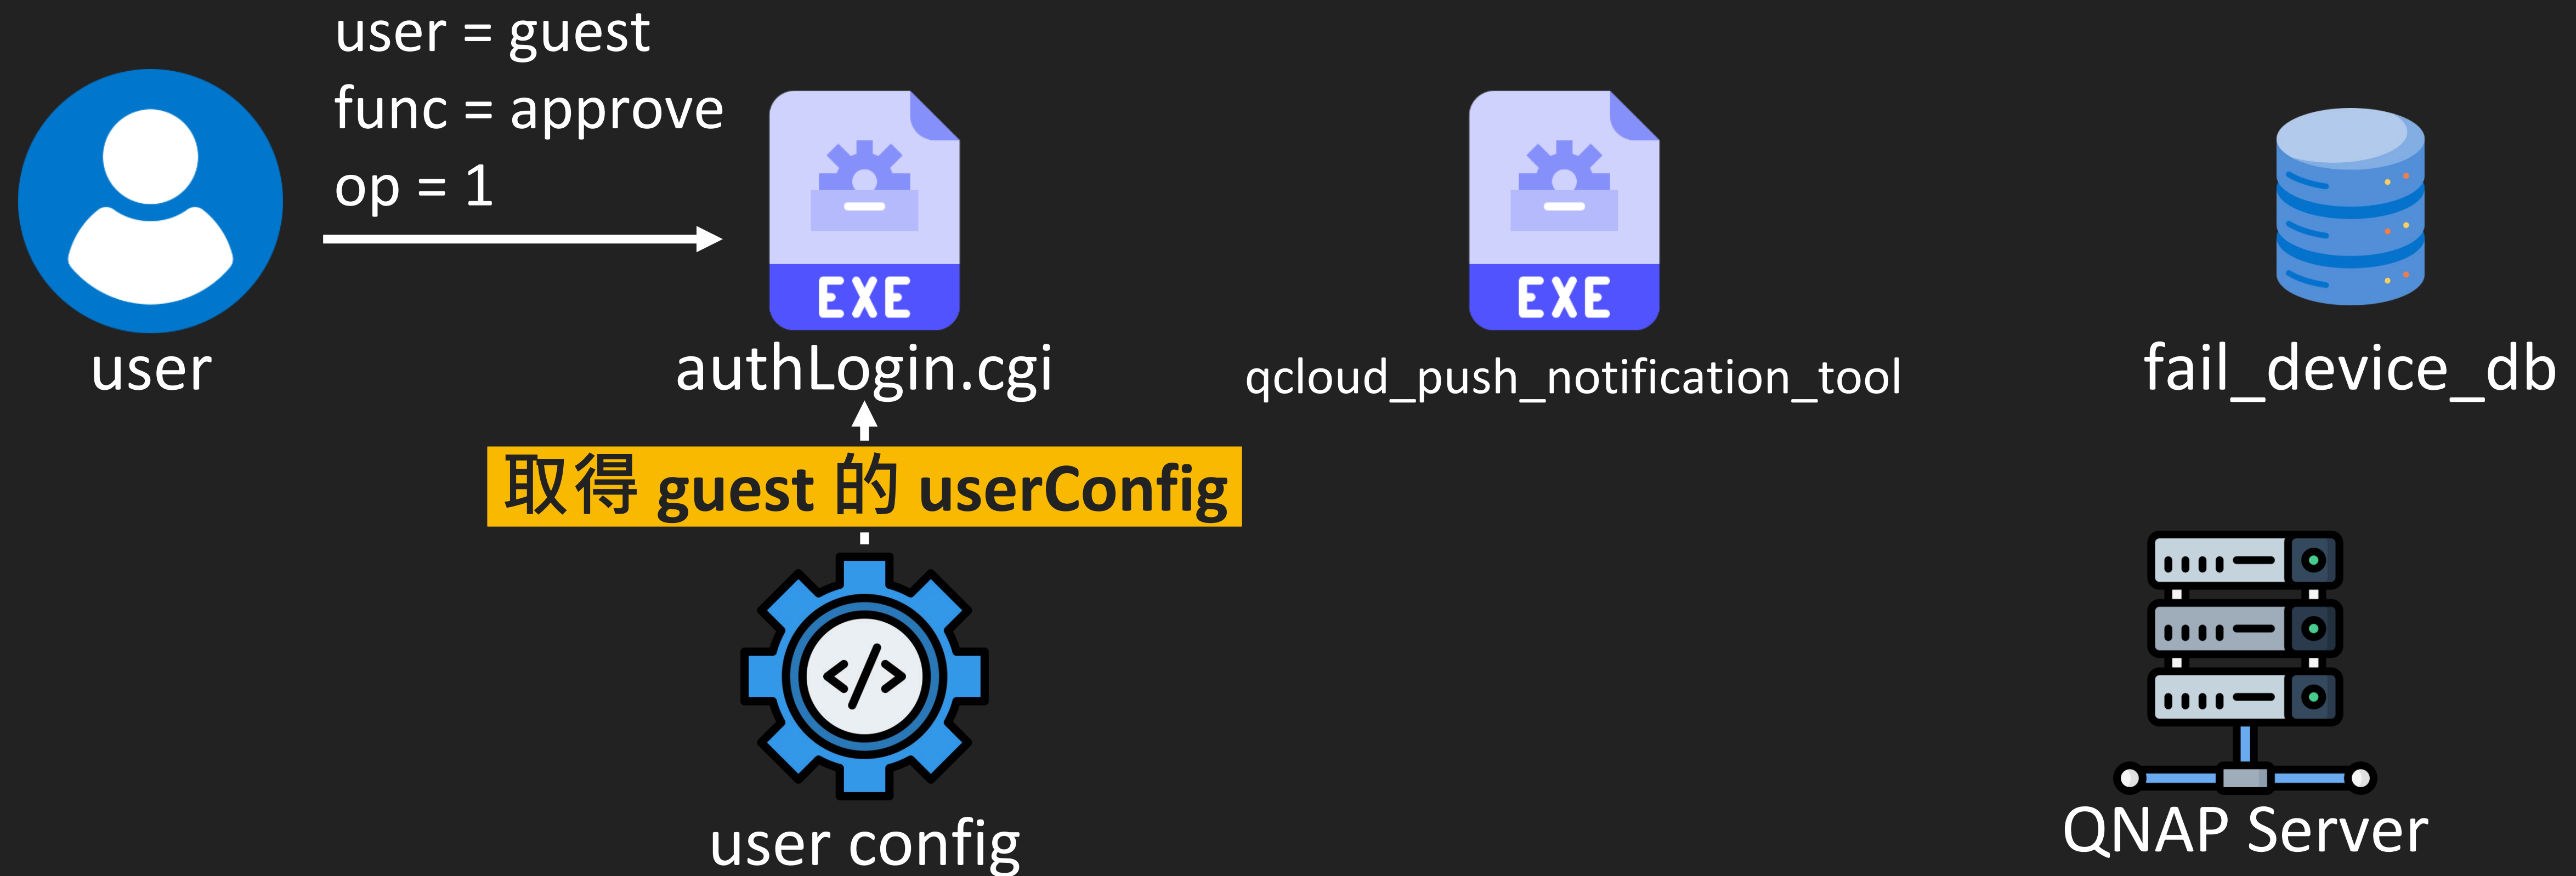 user = guest
func = approve
op = 1
user
EXE
authLogin.cgi
EXE
qcloud_push_notification_tool
fail_device_db
取得 guest 的 userConfig
</>
user config
QNAP Server